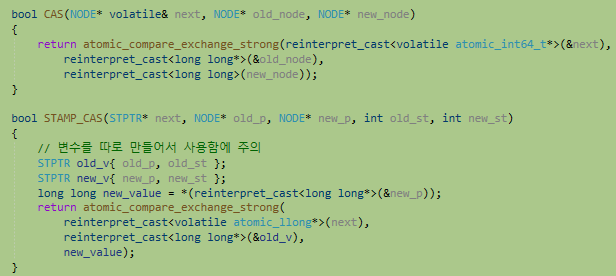 bool CAS(NODE* volatile& next, NODE* old_node, NODE* new_node)
{
    return atomic_compare_exchange_strong(reinterpret_cast<volatile atomic_int64_t*>(&next),
        reinterpret_cast<long long*>(&old_node),
        reinterpret_cast<long long>(new_node));
}

bool STAMP_CAS(STPTR* next, NODE* old_p, NODE* new_p, int old_st, int new_st)
{
    // 변수를 따로 만들어서 사용함에 주의
    STPTR old_v{ old_p, old_st };
    STPTR new_v{ new_p, new_st };
    long long new_value = *(reinterpret_cast<long long*>(&new_p));
    return atomic_compare_exchange_strong(
        reinterpret_cast<volatile atomic_llong*>(next),
        reinterpret_cast<long long*>(&old_v),
        new_value);
}